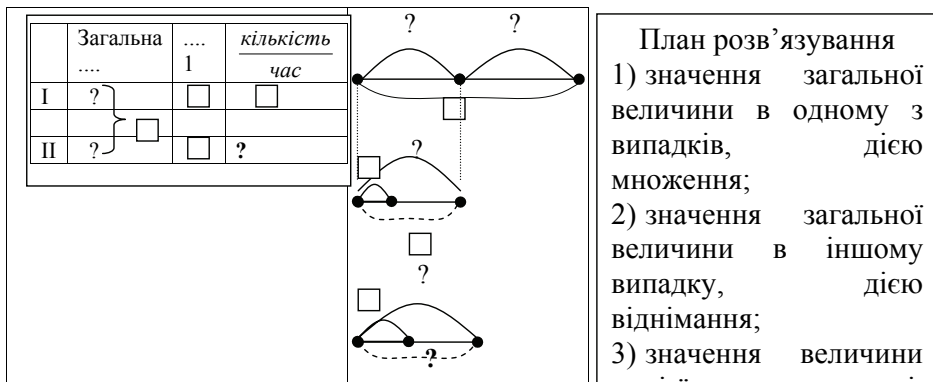 Загальна .... кількість
.... 1 час
I ?
II ? ?
? ?
?
?
?
План розв’язування
1) значення загальної
величини в одному з
випадків, дією
множення;
2) значення загальної
величини в іншому
випадку, дією
віднімання;
3) значення величини